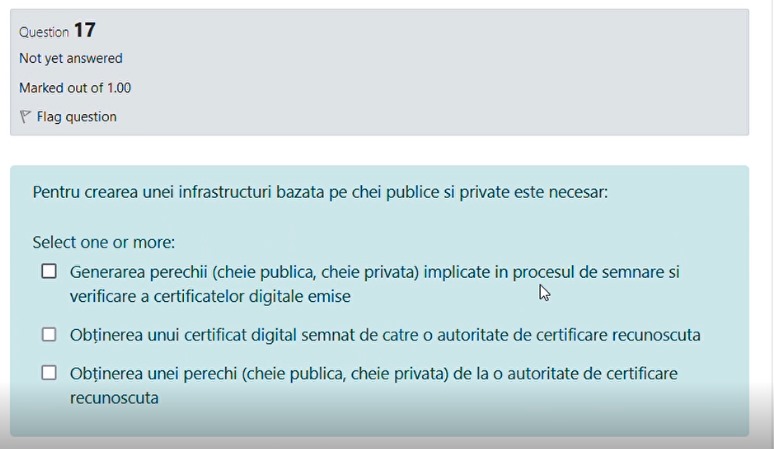 Question 17
Not yet answered
Marked out of 1.00
Flag question
Pentru crearea unei infrastructuri bazata pe chei publice si private este necesar:
Select one or more:
Generarea perechii (cheie publica, cheie privata) implicate in procesul de semnare si
verificare a certificatelor digitale emise
Obținerea unui certificat digital semnat de catre o autoritate de certificare recunoscuta
Obținerea unei perechi (cheie publica, cheie privata) de la o autoritate de certificare
recunoscuta